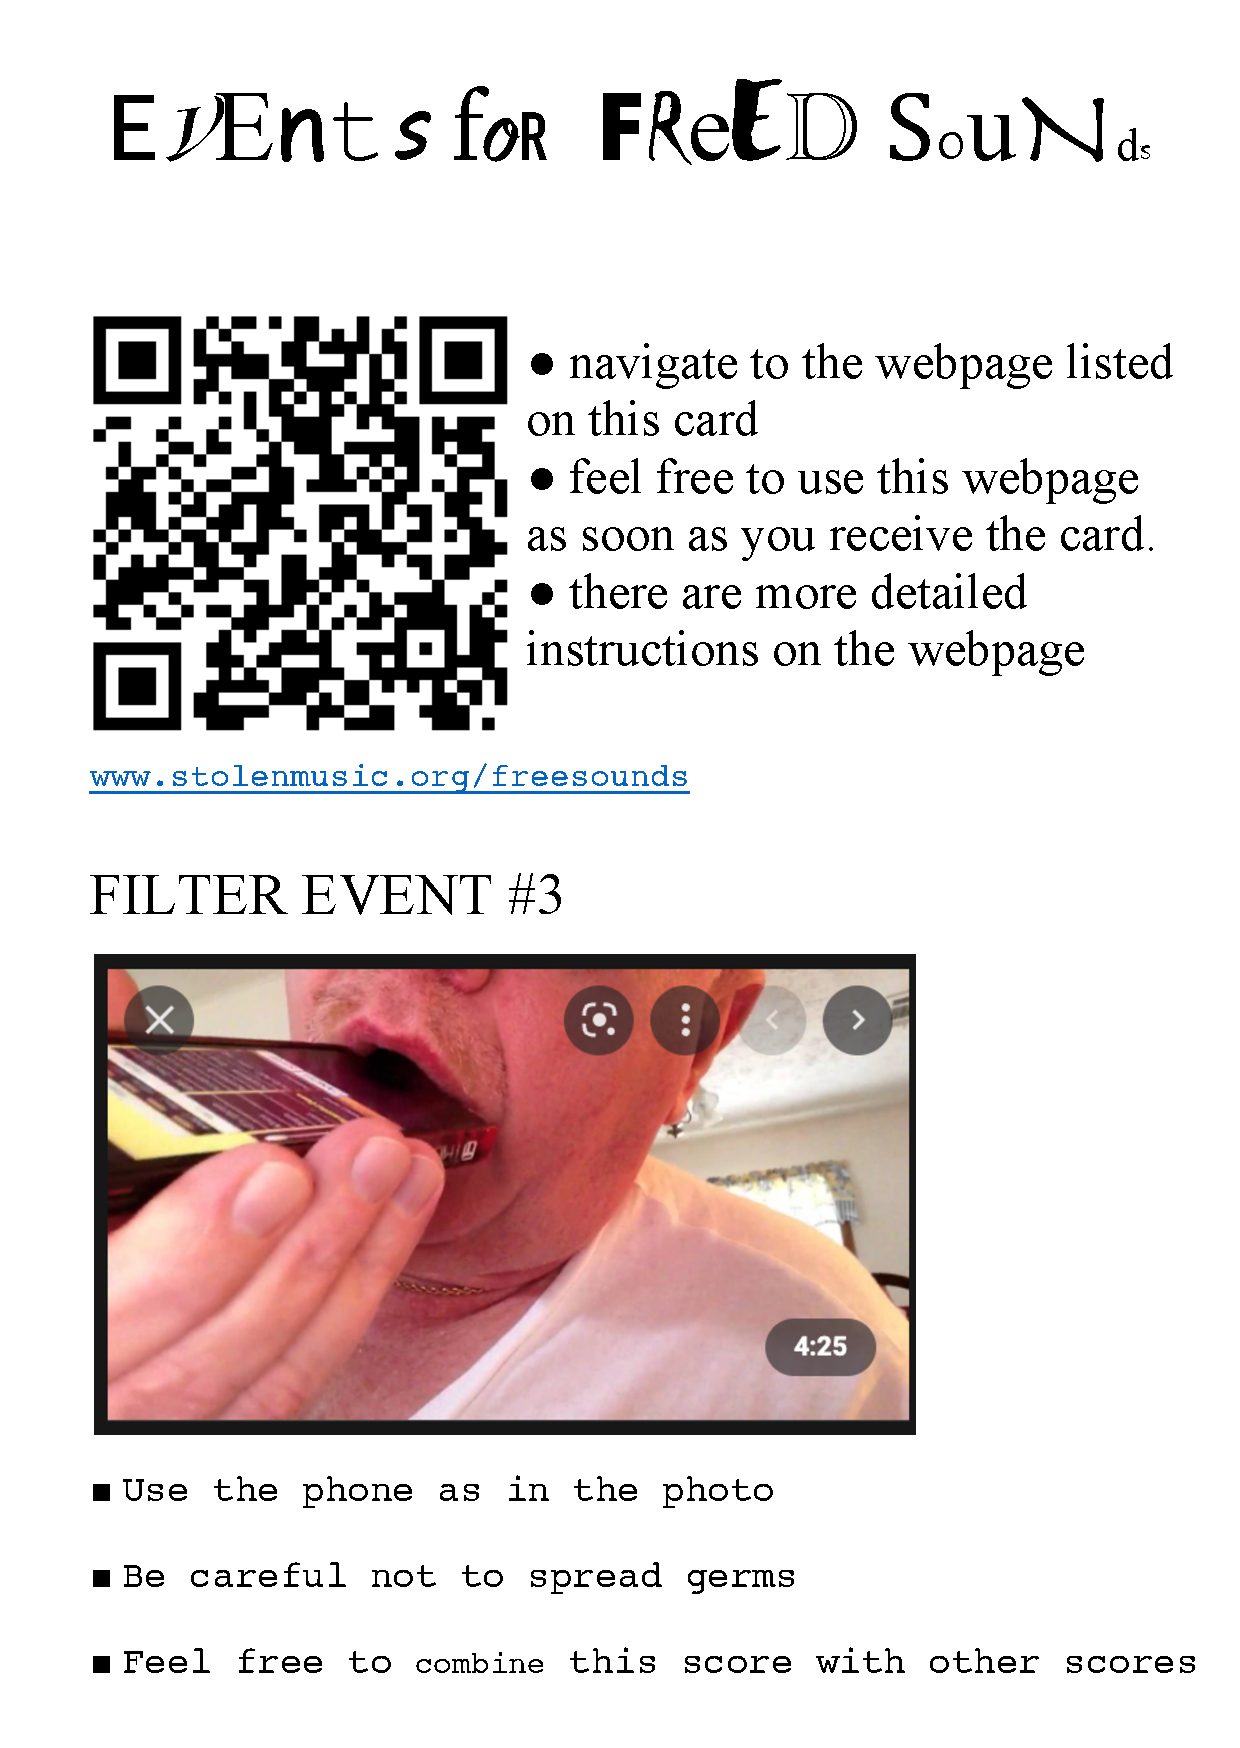 EVEnts foR FReED SouNds
● navigate to the webpage listed
on this card
● feel free to use this webpage
as soon as you receive the card.
● there are more detailed
instructions on the webpage
www.stolenmusic.org/freesounds
FILTER EVENT #3
4:25
■ Use the phone as in the photo
■ Be careful not to spread germs
■ Feel free to combine this score with other scores